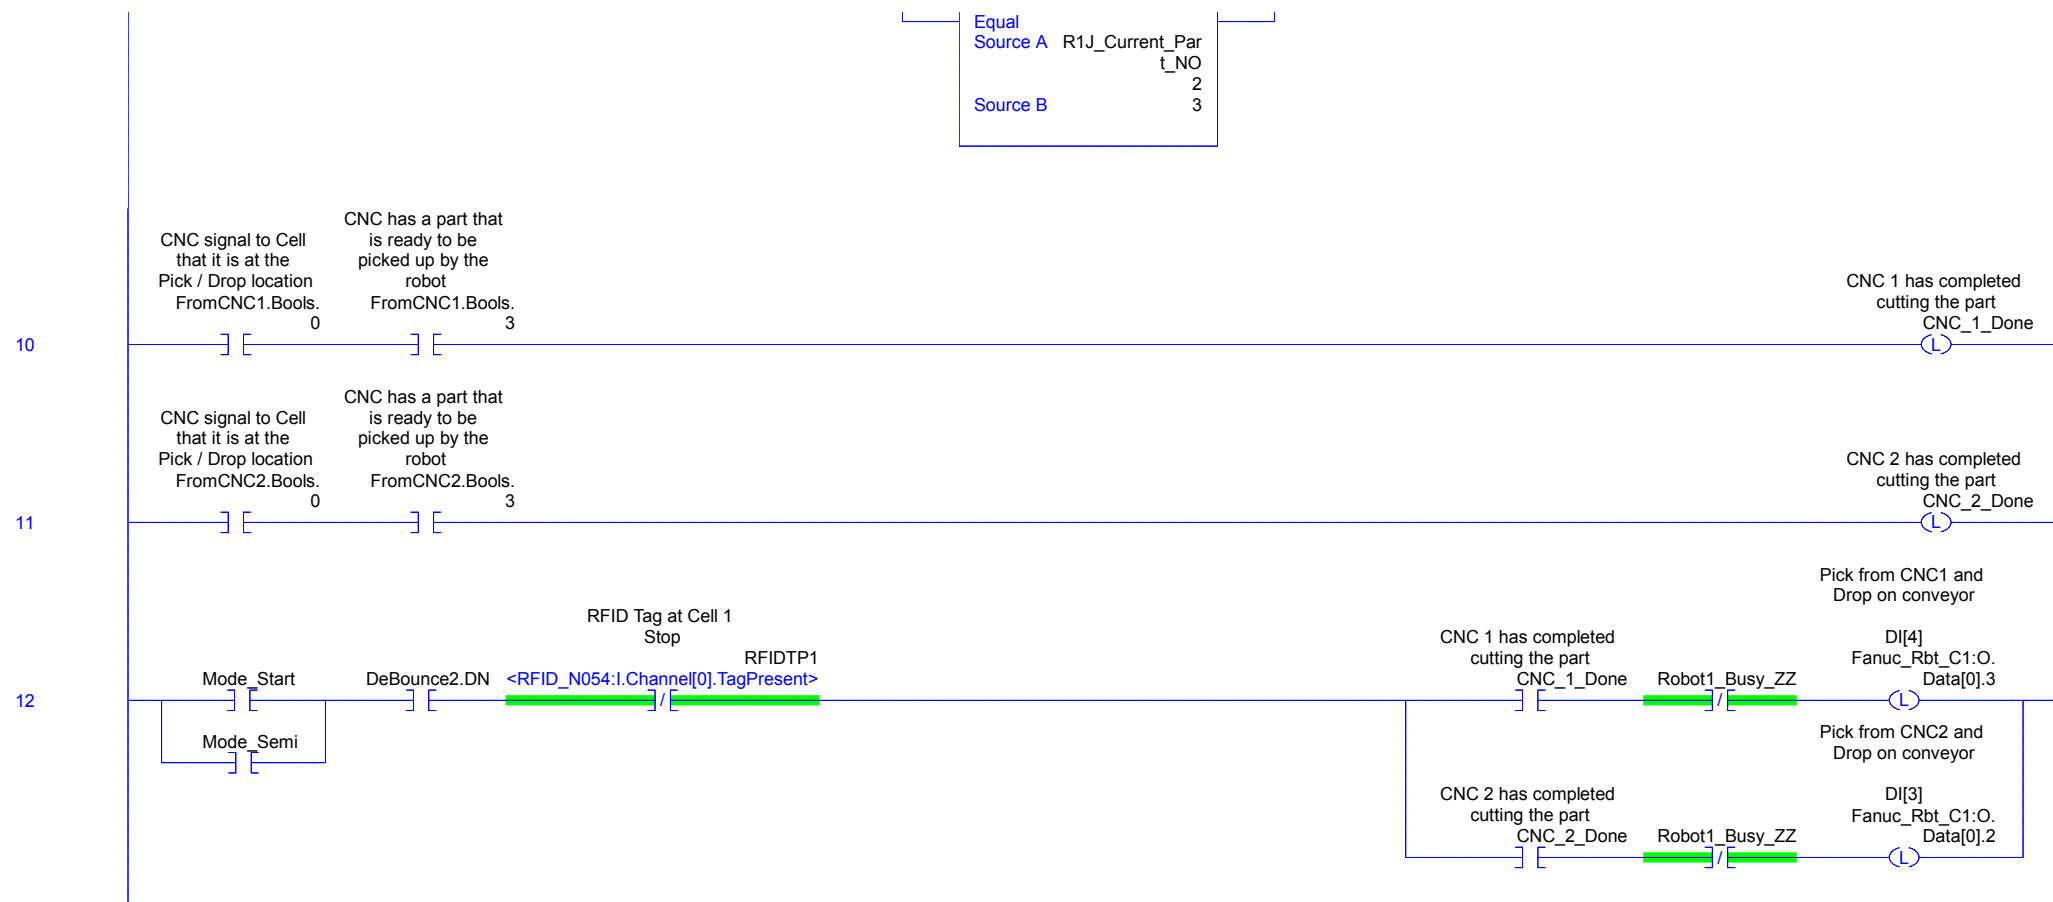 Equal
Source A R1J_Current_Par
t_NO
2
Source B 3
CNC signal to Cell
that it is at the
Pick / Drop location
FromCNC1.Bools.
0
CNC has a part that
is ready to be
picked up by the
robot
FromCNC1.Bools.
3
CNC 1 has completed
cutting the part
CNC_1_Done
10
L
CNC signal to Cell
that it is at the
Pick / Drop location
FromCNC2.Bools.
0
CNC has a part that
is ready to be
picked up by the
robot
FromCNC2.Bools.
3
CNC 2 has completed
cutting the part
CNC_2_Done
11
L
12
Mode_Start
Mode_Semi
DeBounce2.DN
RFID Tag at Cell 1
Stop
RFIDTP1
<RFID_N054:I.Channel[0].TagPresent>
/
CNC 1 has completed
cutting the part
CNC_1_Done
Robot1_Busy_ZZ
/
Pick from CNC1 and
Drop on conveyor
DI[4]
Fanuc_Rbt_C1:O.
Data[0].3
L
CNC 2 has completed
cutting the part
CNC_2_Done
Robot1_Busy_ZZ
/
Pick from CNC2 and
Drop on conveyor
DI[3]
Fanuc_Rbt_C1:O.
Data[0].2
L